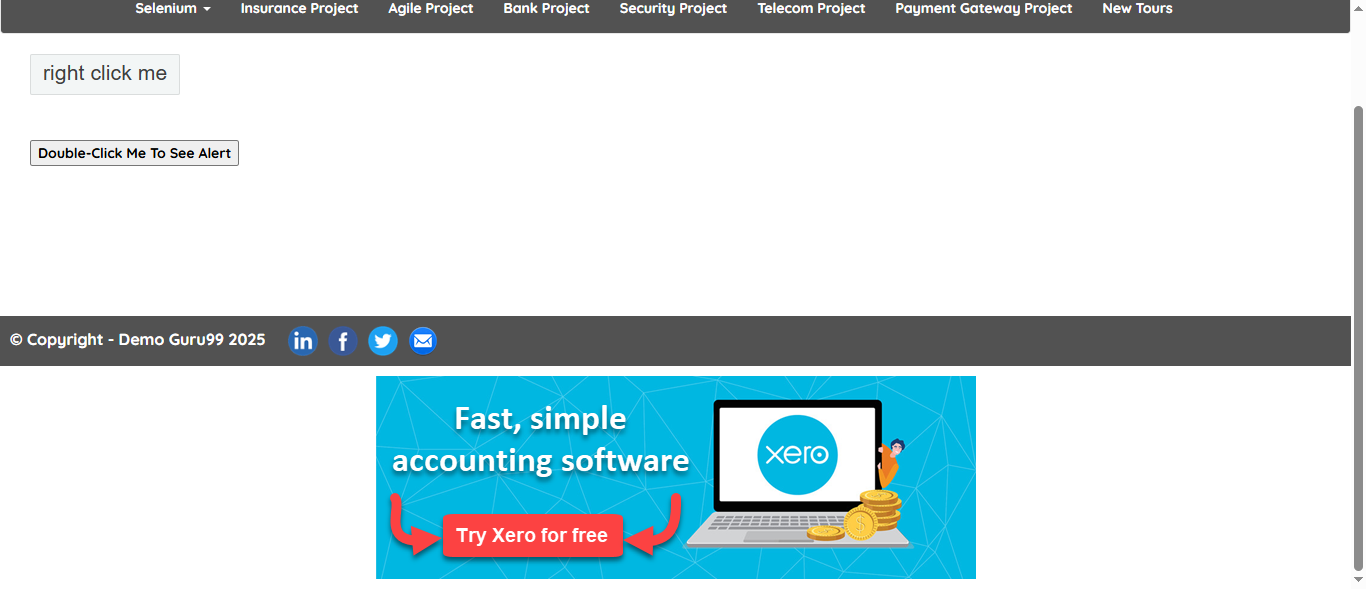 Selenium Insurance Project Agile Project Bank Project Security Project Telecom Project Payment Gateway Project New Tours
right click me
Double-Click Me To See Alert
© Copyright - Demo Guru99 2025 in f
Fast, simple
accounting software
xero
Try Xero for free
$